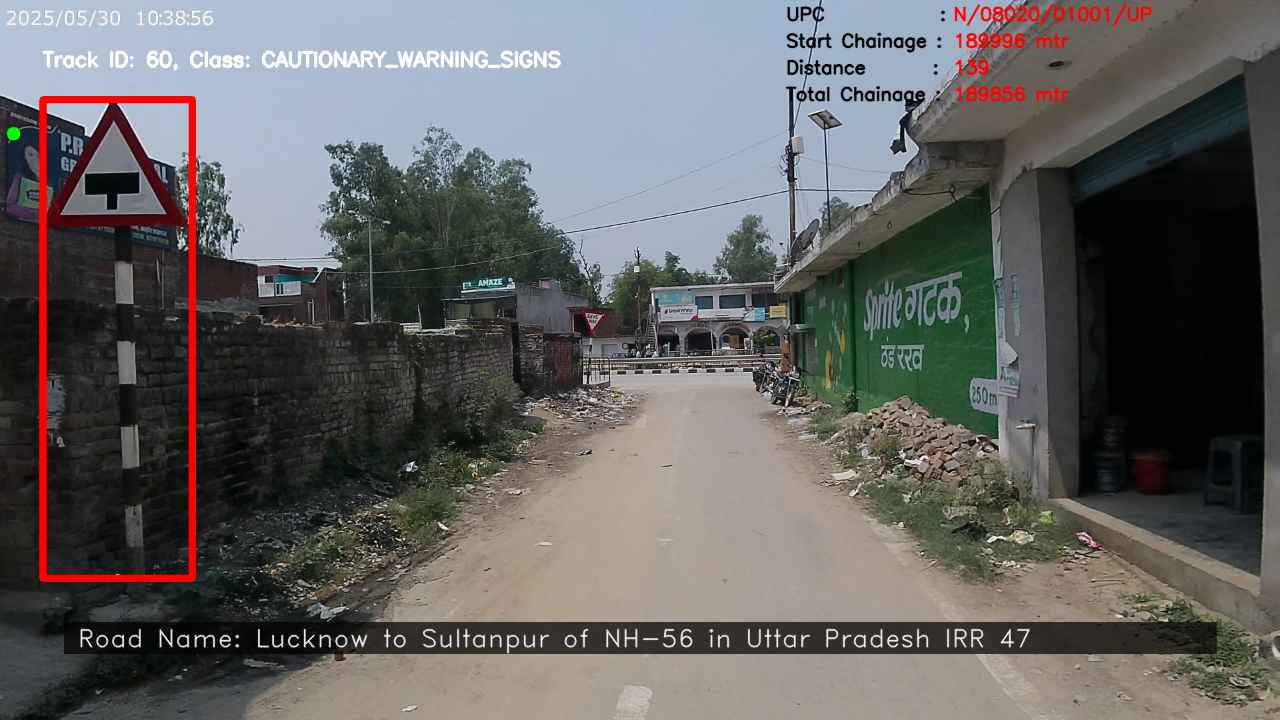 2025/05/30 10:38:56
UPC : N/08020/01001/UP
Start Chainage : 189996 mtr
Distance : 139
Total Chainage : 189856 mtr
Track ID: 60, Class: CAUTIONARY_WARNING_SIGNS
P.R
AMAZE
Sprite गटक,
ठंड रख
250m
Road Name: Lucknow to Sultanpur of NH-56 in Uttar Pradesh IRR 47